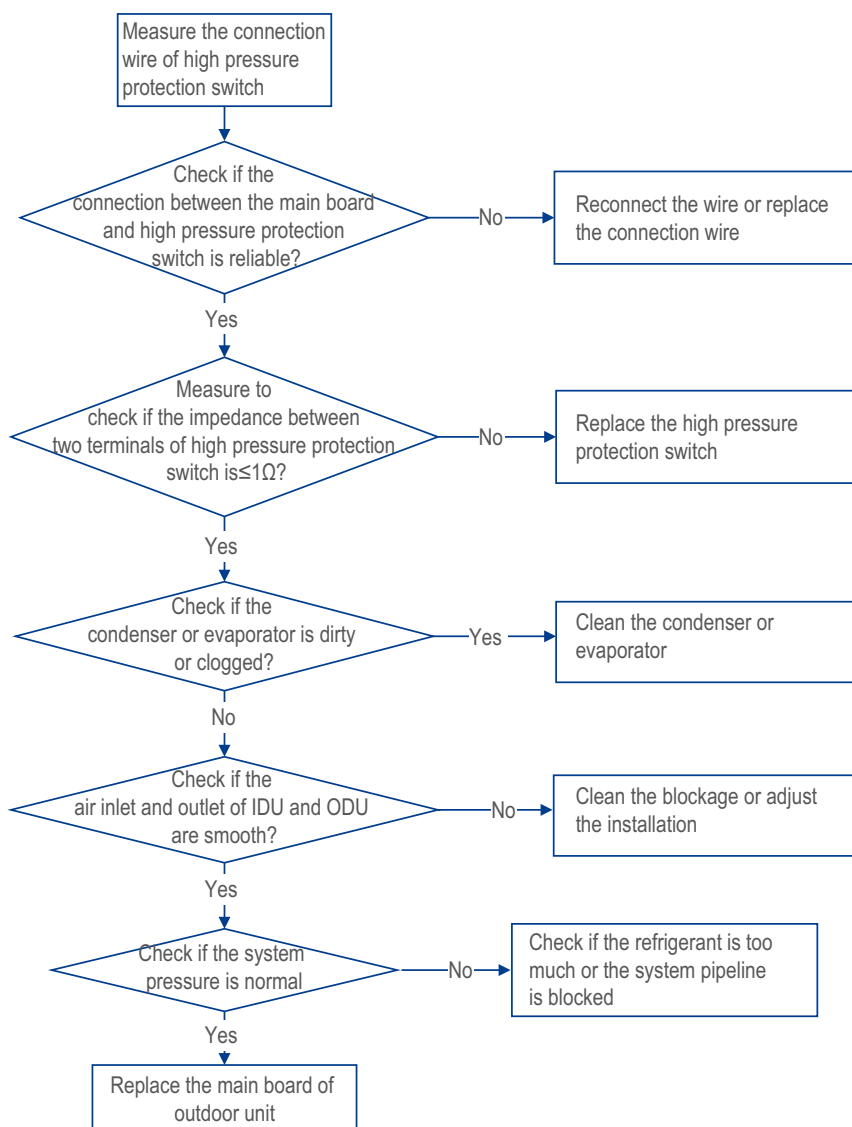 Measure the connection
wire of high pressure
protection switch
Check if the
connection between the main board
and high pressure protection
switch is reliable?
No
Reconnect the wire or replace
the connection wire
Yes
Measure to
check if the impedance between
two terminals of high pressure protection
switch is≤1Ω?
No
Replace the high pressure
protection switch
Yes
Check if the
condenser or evaporator is dirty
or clogged?
Yes
Clean the condenser or
evaporator
No
Check if the
air inlet and outlet of IDU and ODU
are smooth?
No
Clean the blockage or adjust
the installation
Yes
Check if the system
pressure is normal
No
Check if the refrigerant is too
much or the system pipeline
is blocked
Yes
Replace the main board of
outdoor unit